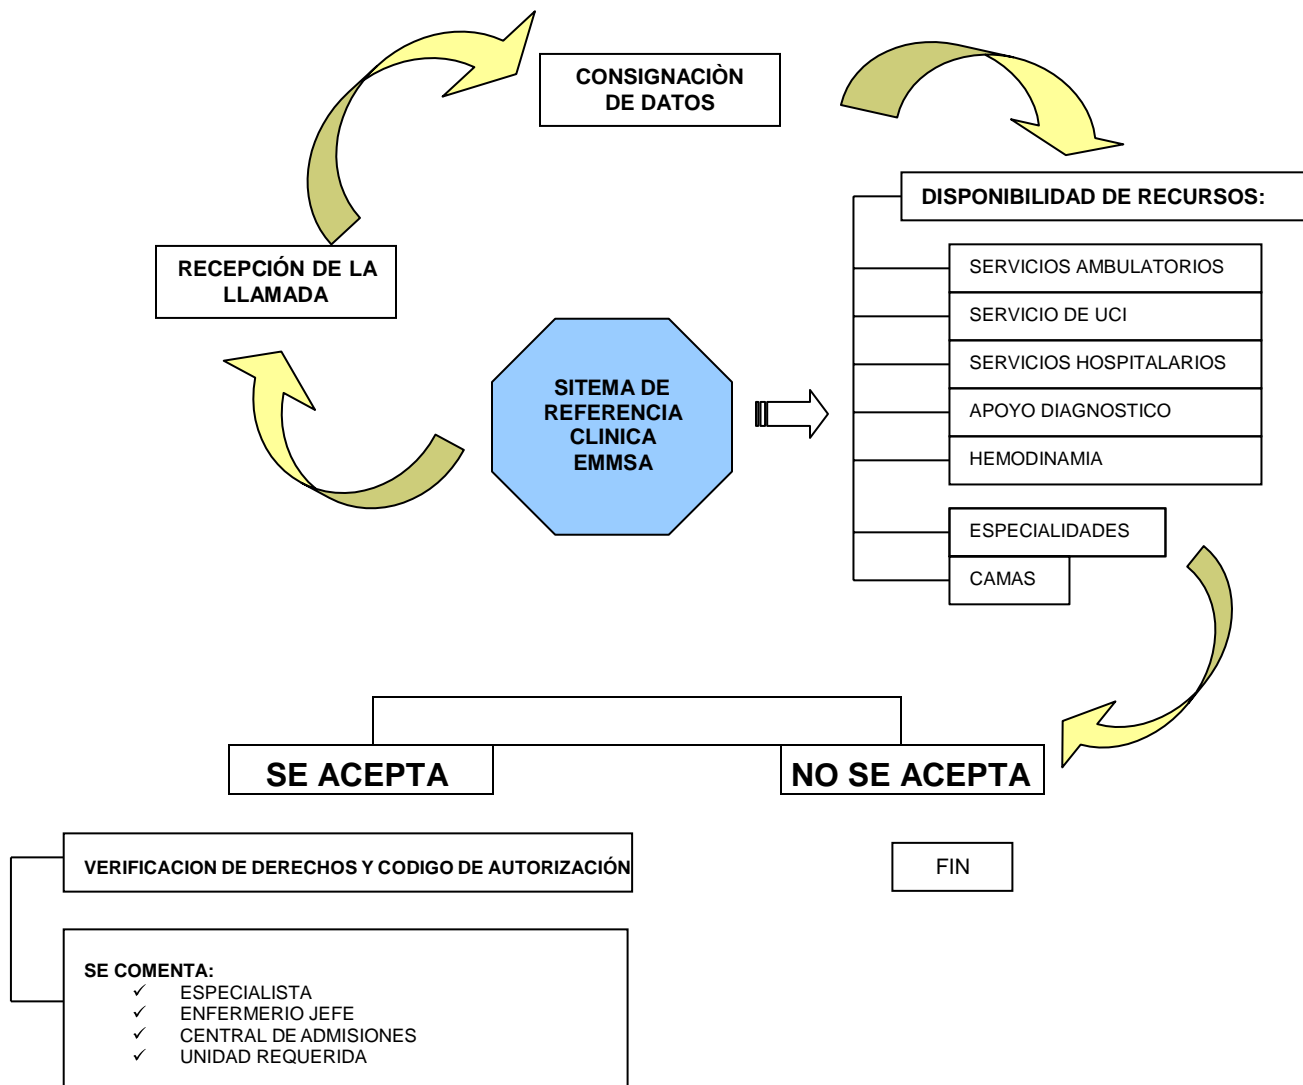 CONSIGNACIÒN
DE DATOS
DISPONIBILIDAD DE RECURSOS:
RECEPCIÓN DE LA
LLAMADA
SERVICIOS AMBULATORIOS
SERVICIO DE UCI
SERVICIOS HOSPITALARIOS
APOYO DIAGNOSTICO
HEMODINAMIA
ESPECIALIDADES
CAMAS
SITEMA DE
REFERENCIA
CLINICA
EMMSA
SE ACEPTA
NO SE ACEPTA
VERIFICACION DE DERECHOS Y CODIGO DE AUTORIZACIÓN
FIN
SE COMENTA:
✓ ESPECIALISTA
✓ ENFERMERIO JEFE
✓ CENTRAL DE ADMISIONES
✓ UNIDAD REQUERIDA